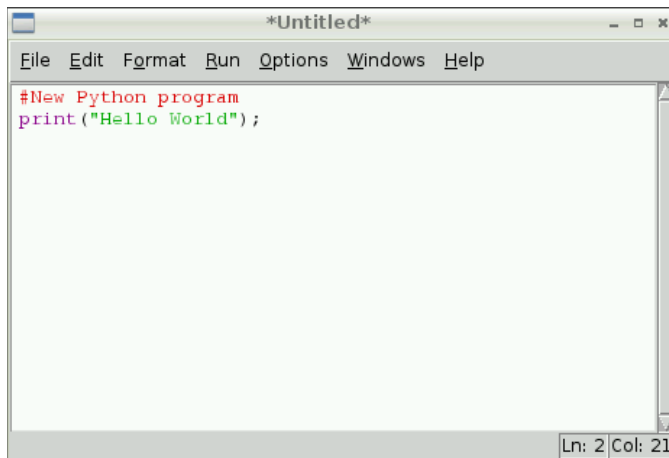 *Untitled*
File Edit Format Run Options Windows Help
#New Python program
print("Hello World");
Ln: 2 Col: 21